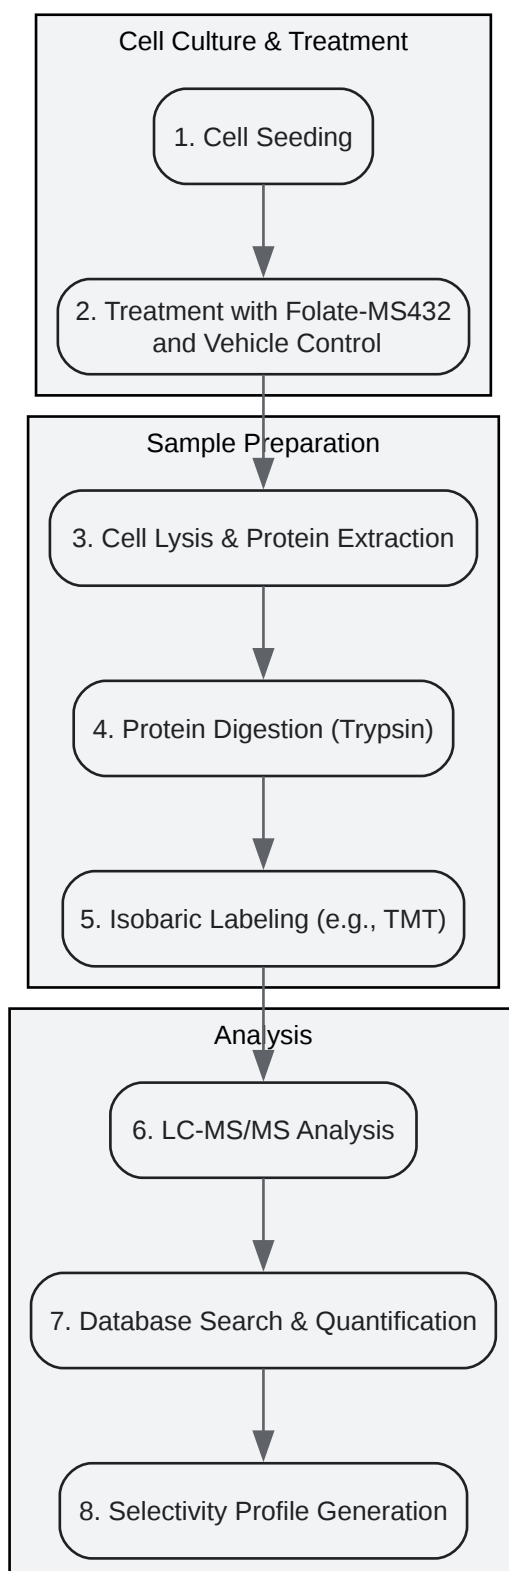 Cell Culture & Treatment
1. Cell Seeding
2. Treatment with Folate-MS432
and Vehicle Control
Sample Preparation
3. Cell Lysis & Protein Extraction
4. Protein Digestion (Trypsin)
5. Isobaric Labeling (e.g., TMT)
Analysis
6. LC-MS/MS Analysis
7. Database Search & Quantification
8. Selectivity Profile Generation